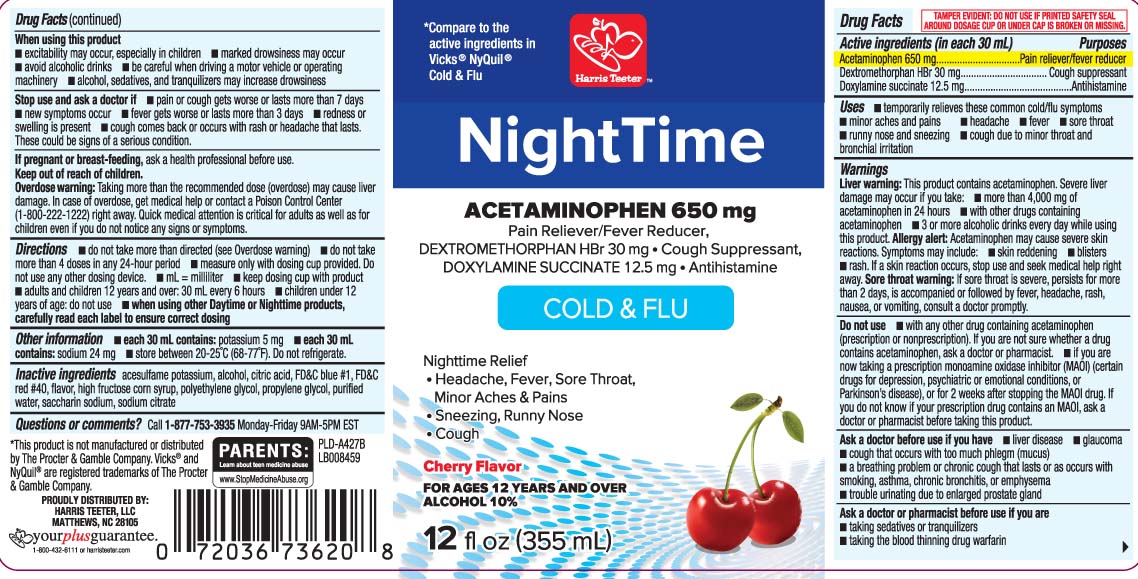 Drug Facts (continued)
When using this product
■ excitability may occur, especially in children ■ marked drowsiness may occur
■ avoid alcoholic drinks ■ be careful when driving a motor vehicle or operating
machinery ■ alcohol, sedatives, and tranquilizers may increase drowsiness
Stop use and ask a doctor if ■ pain or cough gets worse or lasts more than 7 days
■ new symptoms occur ■ fever gets worse or lasts more than 3 days ■ redness or
swelling is present ■ cough comes back or occurs with rash or headache that lasts.
These could be signs of a serious condition.
If pregnant or breast-feeding, ask a health professional before use.
Keep out of reach of children.
Overdose warning: Taking more than the recommended dose (overdose) may cause liver
damage. In case of overdose, get medical help or contact a Poison Control Center
(1-800-222-1222) right away. Quick medical attention is critical for adults as well as for
children even if you do not notice any signs or symptoms.
Directions ■ do not take more than directed (see Overdose warning) ■ do not take
more than 4 doses in any 24-hour period ■ measure only with dosing cup provided. Do
not use any other dosing device. ■ mL = milliliter ■ keep dosing cup with product
■ adults and children 12 years and over: 30 mL every 6 hours ■ children under 12
years of age: do not use ■ when using other Daytime or Nighttime products,
carefully read each label to ensure correct dosing
Other information ■ each 30 mL contains: potassium 5 mg ■ each 30 mL
contains: sodium 24 mg ■ store between 20-25°C (68-77°F). Do not refrigerate.
Inactive ingredients acesulfame potassium, alcohol, citric acid, FD&C blue #1, FD&C
red #40, flavor, high fructose corn syrup, polyethylene glycol, propylene glycol, purified
water, saccharin sodium, sodium citrate
Questions or comments? Call 1-877-753-3935 Monday-Friday 9AM-5PM EST
*This product is not manufactured or distributed
by The Procter & Gamble Company. Vicks® and
NyQuil® are registered trademarks of The Procter
& Gamble Company.
PROUDLY DISTRIBUTED BY:
HARRIS TEETER, LLC
MATTHEWS, NC 28105
yourplusguarantee.
1-800-432-6111 or harristeeter.com
PARENTS:
Learn about teen medicine abuse
www.StopMedicineAbuse.org
PLD-A427B
LB008459
0 72036 73620 8
*Compare to the
active ingredients in
Vicks® NyQuil®
Cold & Flu
Harris Teeter ™
NightTime
ACETAMINOPHEN 650 mg
Pain Reliever/Fever Reducer,
DEXTROMETHORPHAN HBr 30 mg • Cough Suppressant,
DOXYLAMINE SUCCINATE 12.5 mg • Antihistamine
COLD & FLU
Nighttime Relief
• Headache, Fever, Sore Throat,
Minor Aches & Pains
• Sneezing, Runny Nose
• Cough
Cherry Flavor
FOR AGES 12 YEARS AND OVER
ALCOHOL 10%
12 fl oz (355 mL)
Drug Facts
TAMPER EVIDENT: DO NOT USE IF PRINTED SAFETY SEAL
AROUND DOSAGE CUP OR UNDER CAP IS BROKEN OR MISSING.
Active ingredients (in each 30 mL) Purposes
Acetaminophen 650 mg..............................Pain reliever/fever reducer
Dextromethorphan HBr 30 mg................................ Cough suppressant
Doxylamine succinate 12.5 mg.......................................Antihistamine
Uses ■ temporarily relieves these common cold/flu symptoms
■ minor aches and pains ■ headache ■ fever ■ sore throat
■ runny nose and sneezing ■ cough due to minor throat and
bronchial irritation
Warnings
Liver warning: This product contains acetaminophen. Severe liver
damage may occur if you take: ■ more than 4,000 mg of
acetaminophen in 24 hours ■ with other drugs containing
acetaminophen ■ 3 or more alcoholic drinks every day while using
this product. Allergy alert: Acetaminophen may cause severe skin
reactions. Symptoms may include: ■ skin reddening ■ blisters
■ rash. If a skin reaction occurs, stop use and seek medical help right
away. Sore throat warning: If sore throat is severe, persists for more
than 2 days, is accompanied or followed by fever, headache, rash,
nausea, or vomiting, consult a doctor promptly.
Do not use ■ with any other drug containing acetaminophen
(prescription or nonprescription). If you are not sure whether a drug
contains acetaminophen, ask a doctor or pharmacist. ■ if you are
now taking a prescription monoamine oxidase inhibitor (MAOI) (certain
drugs for depression, psychiatric or emotional conditions, or
Parkinson's disease), or for 2 weeks after stopping the MAOI drug. If
you do not know if your prescription drug contains an MAOI, ask a
doctor or pharmacist before taking this product.
Ask a doctor before use if you have ■ liver disease ■ glaucoma
■ cough that occurs with too much phlegm (mucus)
■ a breathing problem or chronic cough that lasts or as occurs with
smoking, asthma, chronic bronchitis, or emphysema
■ trouble urinating due to enlarged prostate gland
Ask a doctor or pharmacist before use if you are
■ taking sedatives or tranquilizers
■ taking the blood thinning drug warfarin